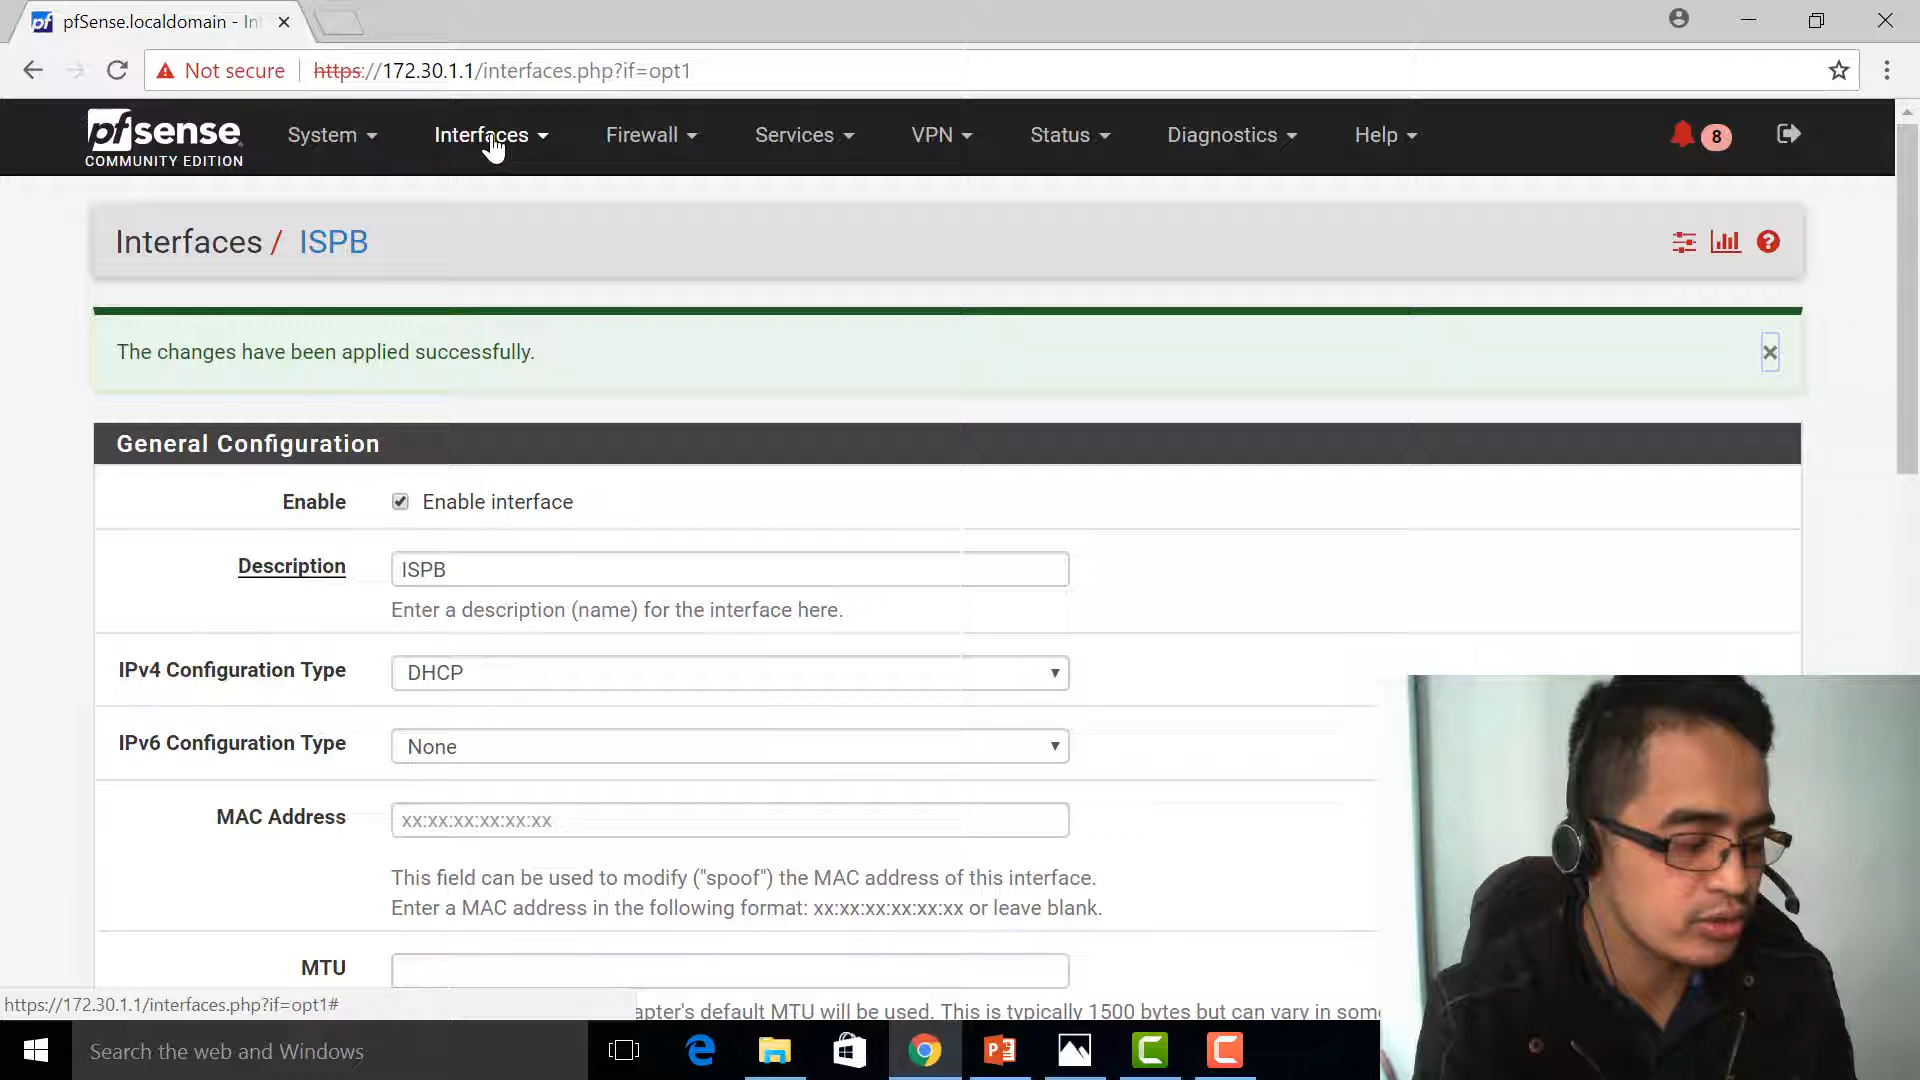 pfSense.localdomain - Int
Not secure https://172.30.1.1/interfaces.php?if=opt1
pfsense
COMMUNITY EDITION
System Interfaces Firewall Services VPN Status Diagnostics Help 8
Interfaces / ISPB
The changes have been applied successfully.
General Configuration
Enable Enable interface
Description ISPB
Enter a description (name) for the interface here.
IPv4 Configuration Type DHCP
IPv6 Configuration Type None
MAC Address xx:xx:xx:xx:xx:xx
This field can be used to modify ("spoof") the MAC address of this interface.
Enter a MAC address in the following format: xx:xx:xx:xx:xx:xx or leave blank.
MTU
https://172.30.1.1/interfaces.php?if=opt1#
apter's default MTU will be used. This is typically 1500 bytes but can vary in some
Search the web and Windows